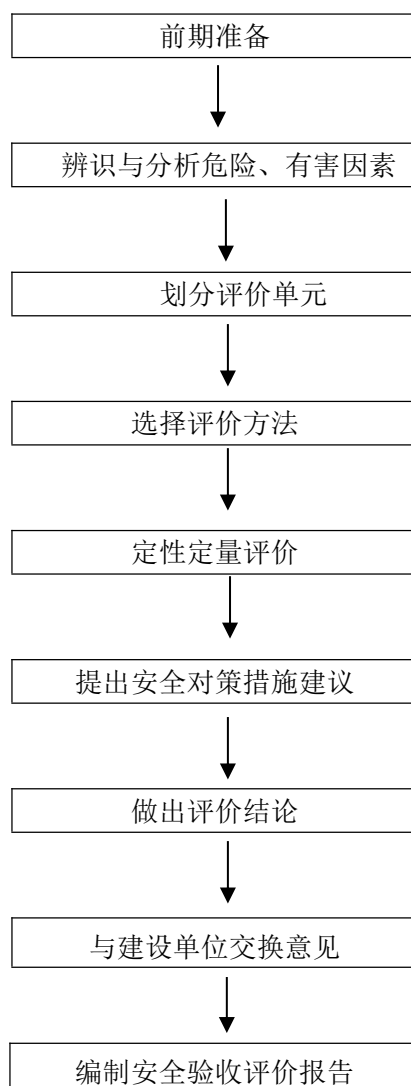 前期准备
辨识与分析危险、有害因素
划分评价单元
选择评价方法
定性定量评价
提出安全对策措施建议
做出评价结论
与建设单位交换意见
编制安全验收评价报告